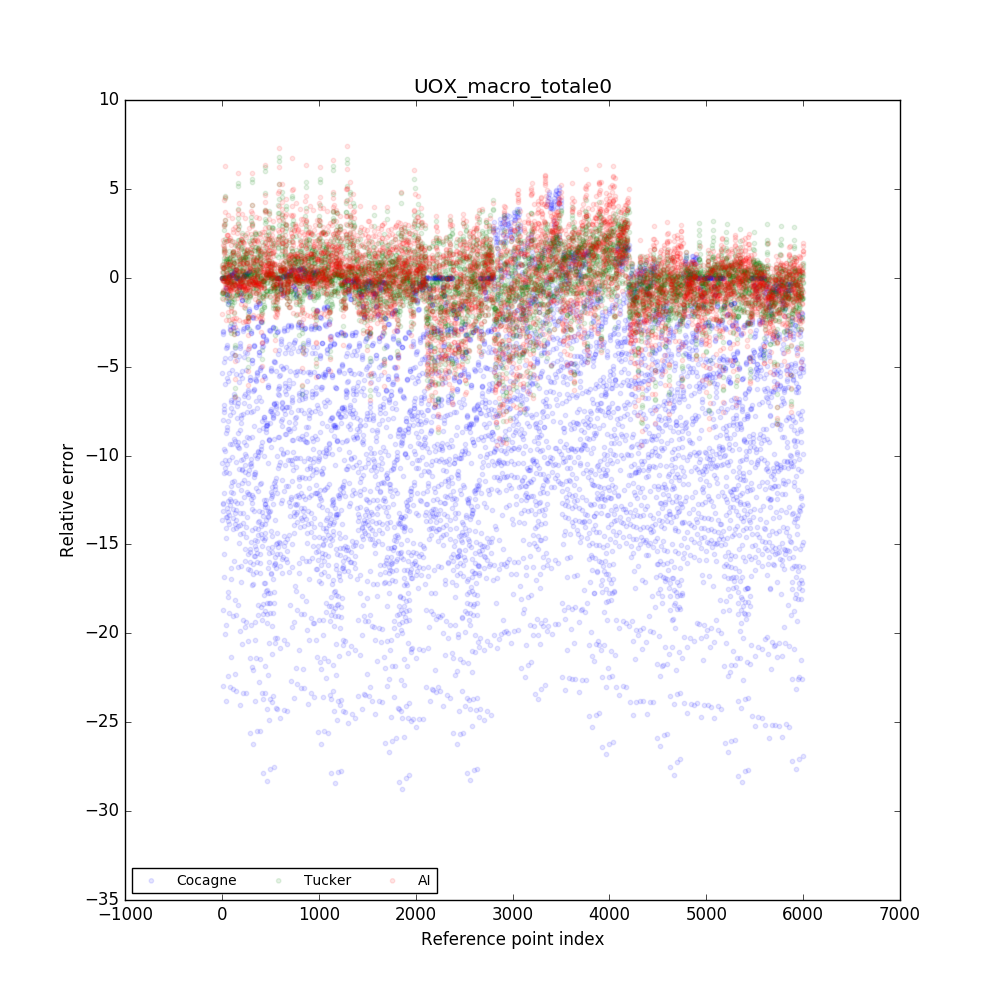 UOX_macro_totale0
10
5
0
−5
−10
−15
−20
−25
−30
−35
Relative error
Cocagne Tucker AI
−1000 0 1000 2000 3000 4000 5000 6000 7000
Reference point index